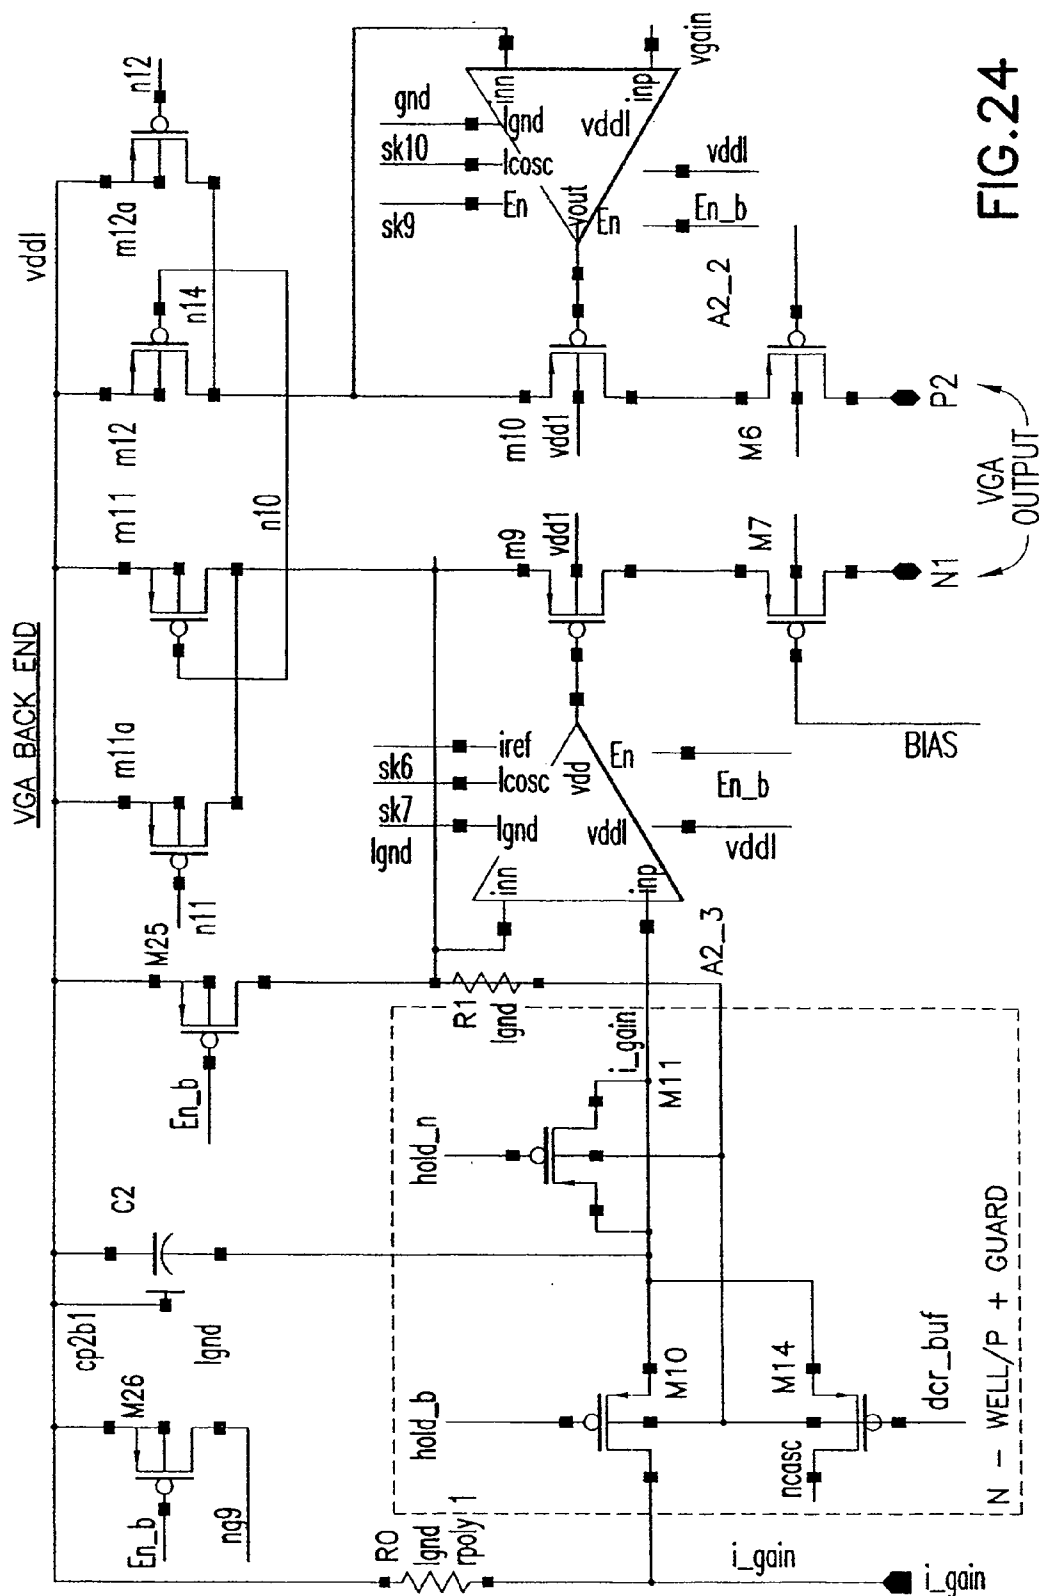 VGA BACK END
vddl
n12
m12a
m12
n14
m11
n10
m11a
n11
M25
En_b
C2
cp2b1
lgnd
M26
En_b
ng9
gnd
sk10
sk9
lgnd
lcosc
En
inn
inp
vddl
vout
En
vgain
vddl
En_b
A2_2
m10
vdd1
M6
P2
m9
vdd1
M7
N1
VGA
OUTPUT
BIAS
sk6
sk7
lgnd
iref
lcosc
lgnd
vdd
En
vddl
inn
inp
En_b
vddl
A2_3
R1
lgnd
i_gain
M11
hold_n
hold_b
M10
M14
ncasc
dcr_buf
N - WELL/P + GUARD
R0
lgnd
rpoly 1
i_gain
i_gain
FIG.24